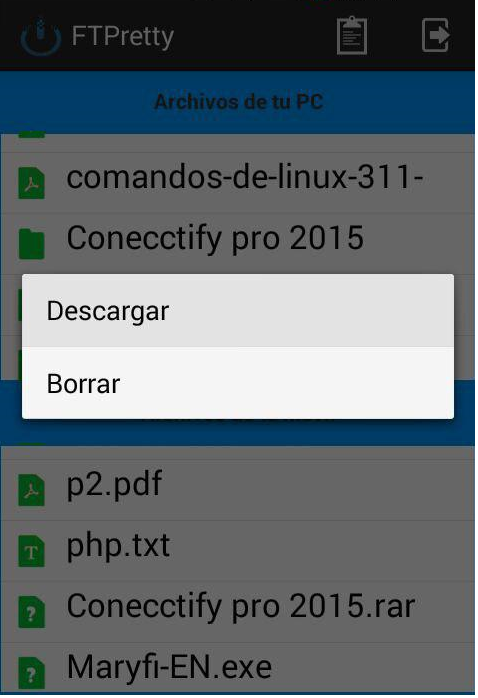 FTPretty
Archivos de tu PC
comandos-de-linux-311-
Conecctify pro 2015
Descargar
Borrar
p2.pdf
T php.txt
? Conecctify pro 2015.rar
? Maryfi-EN.exe